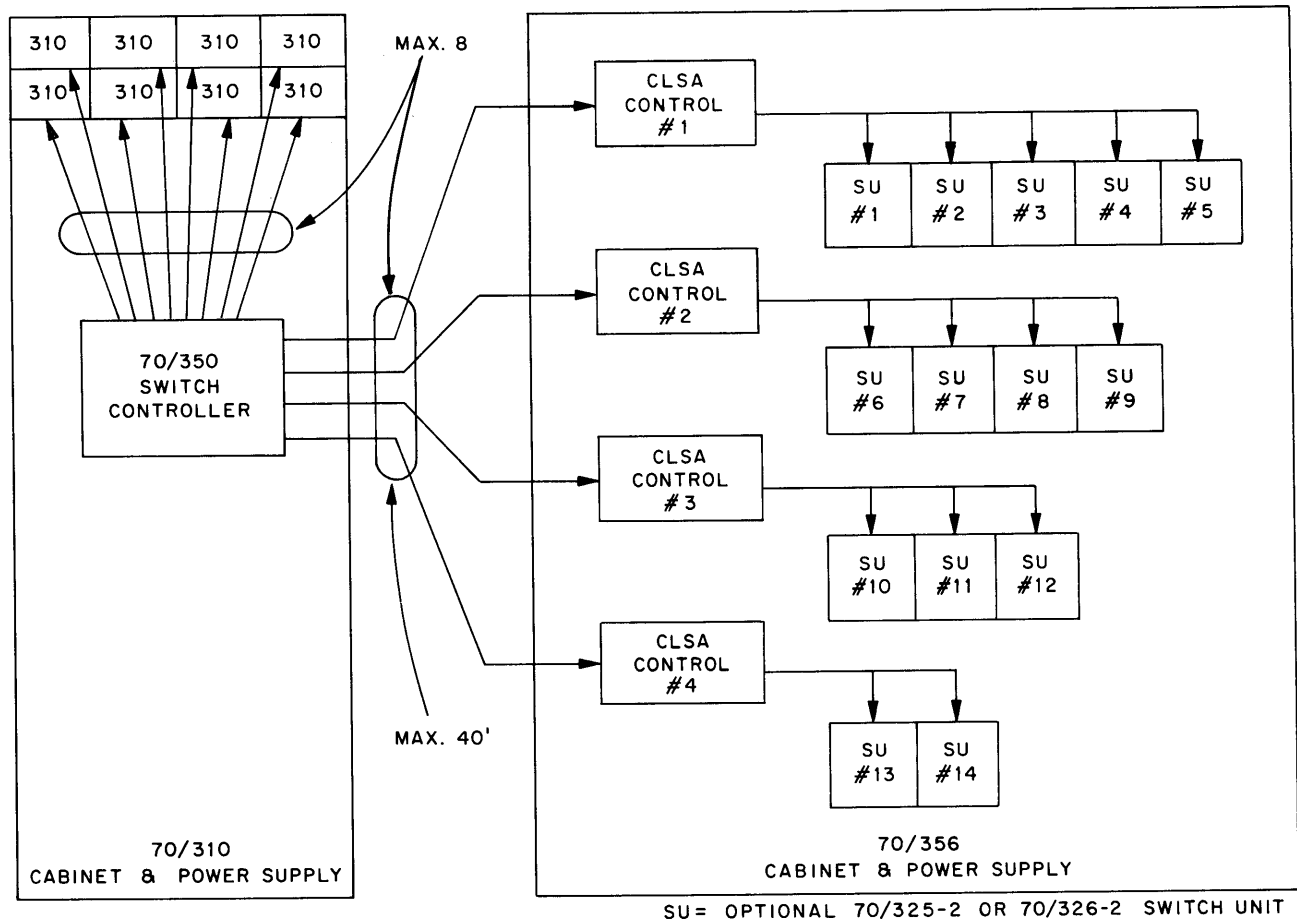 310 310 310 310
310 310 310 310
MAX. 8
70/350
SWITCH
CONTROLLER
MAX. 40'
70/310
CABINET & POWER SUPPLY
CLSA
CONTROL
#1
SU
#1
SU
#2
SU
#3
SU
#4
SU
#5
CLSA
CONTROL
#2
SU
#6
SU
#7
SU
#8
SU
#9
CLSA
CONTROL
#3
SU
#10
SU
#11
SU
#12
CLSA
CONTROL
#4
SU
#13
SU
#14
70/356
CABINET & POWER SUPPLY
SU= OPTIONAL 70/325-2 OR 70/326-2 SWITCH UNIT